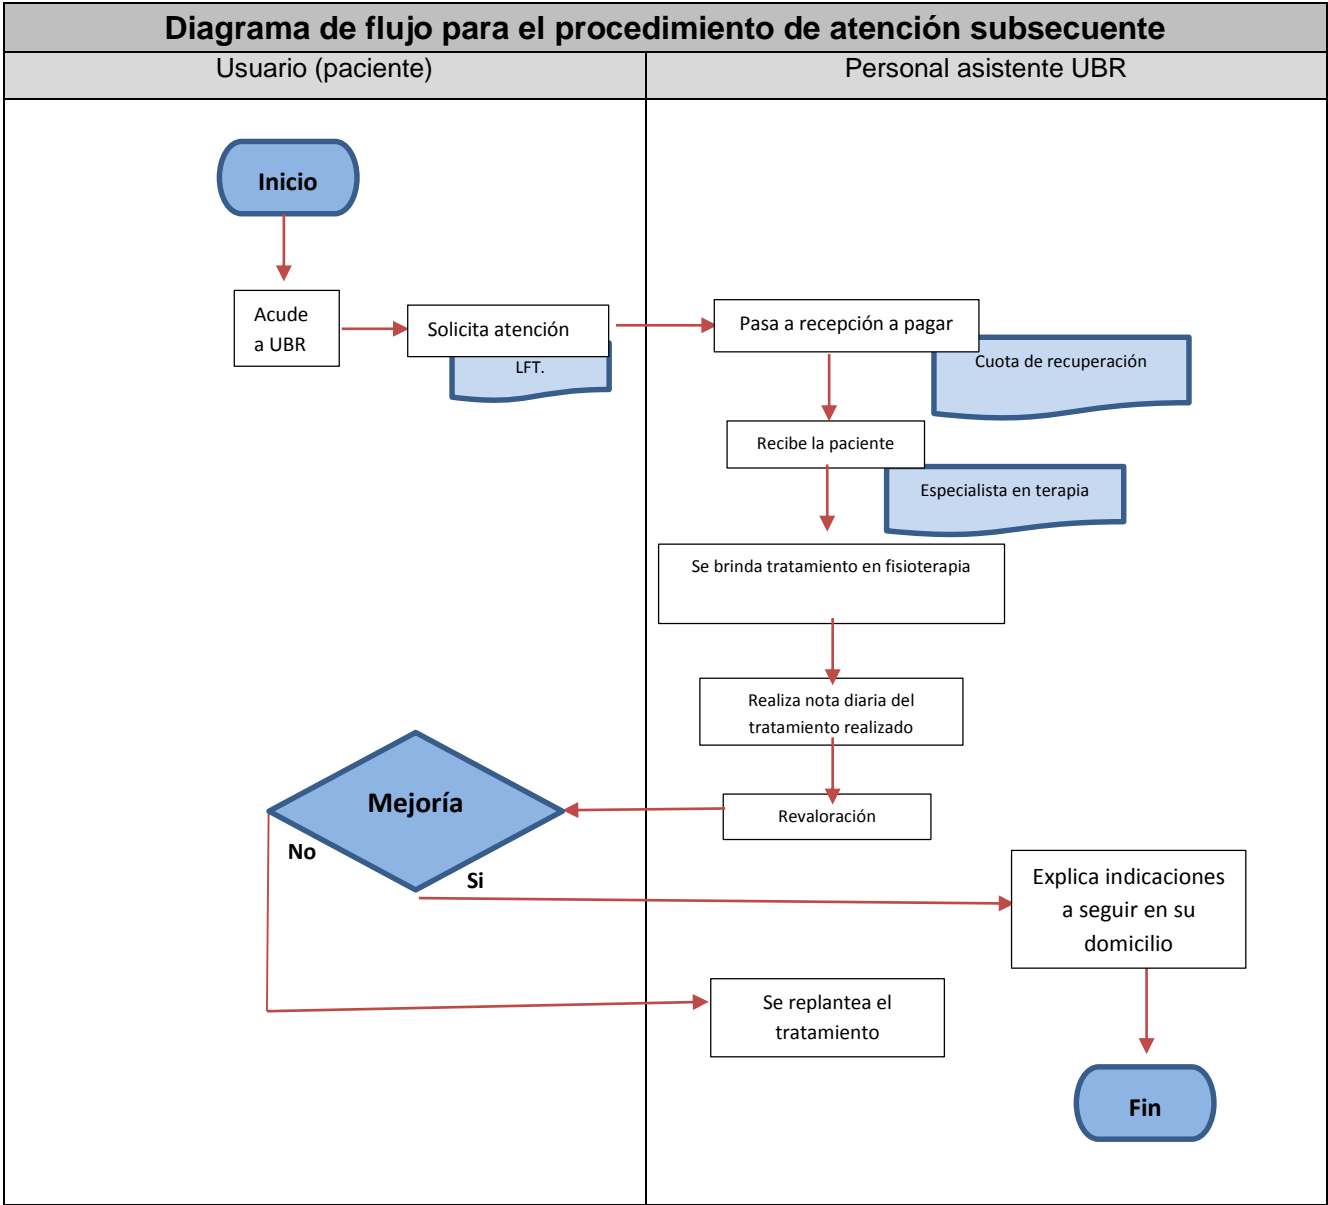 Diagrama de flujo para el procedimiento de atención subsecuente
Usuario (paciente)
Personal asistente UBR
Inicio
Acude
a UBR
Solicita atención
LFT.
Pasa a recepción a pagar
Cuota de recuperación
Recibe la paciente
Especialista en terapia
Se brinda tratamiento en fisioterapia
Realiza nota diaria del
tratamiento realizado
Revaloración
Mejoría
No
Si
Explica indicaciones
a seguir en su
domicilio
Se replantea el
tratamiento
Fin